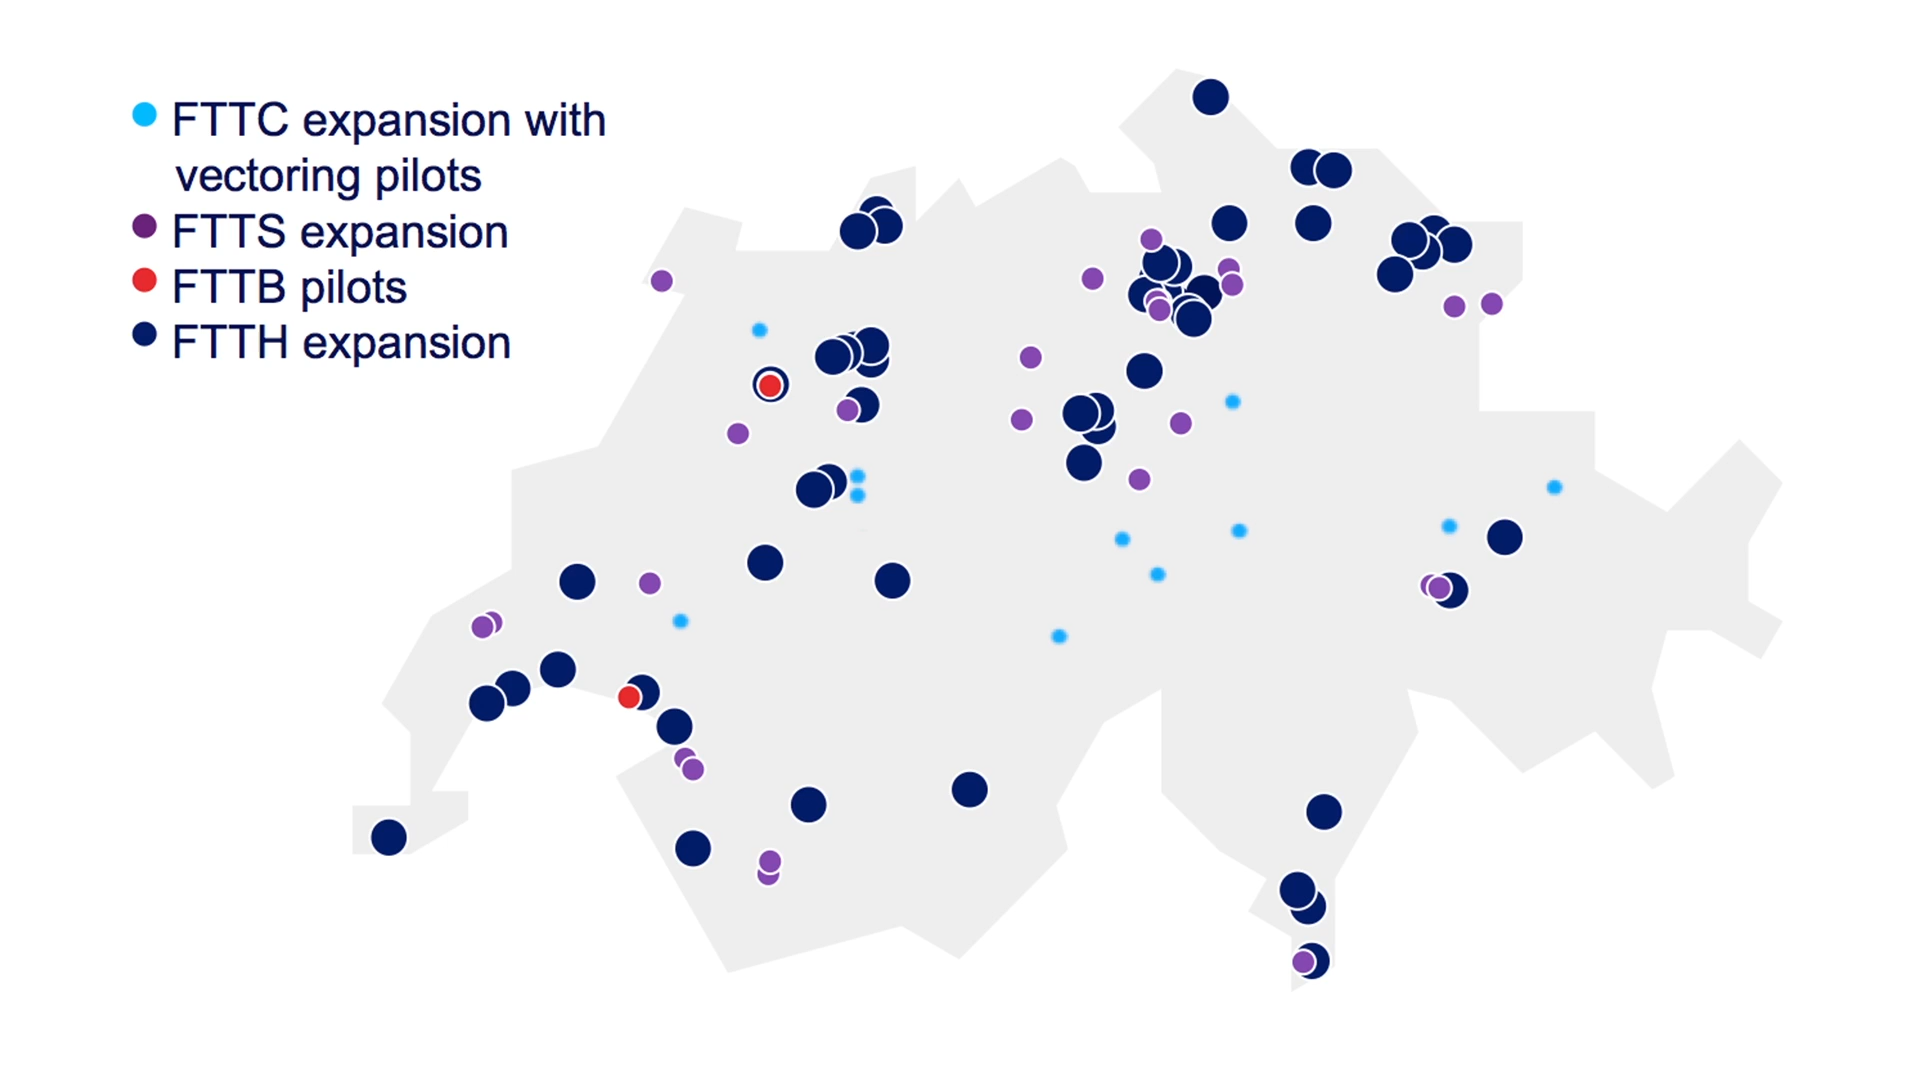 FTTC expansion with
vectoring pilots
FTTS expansion
FTTB pilots
FTTH expansion